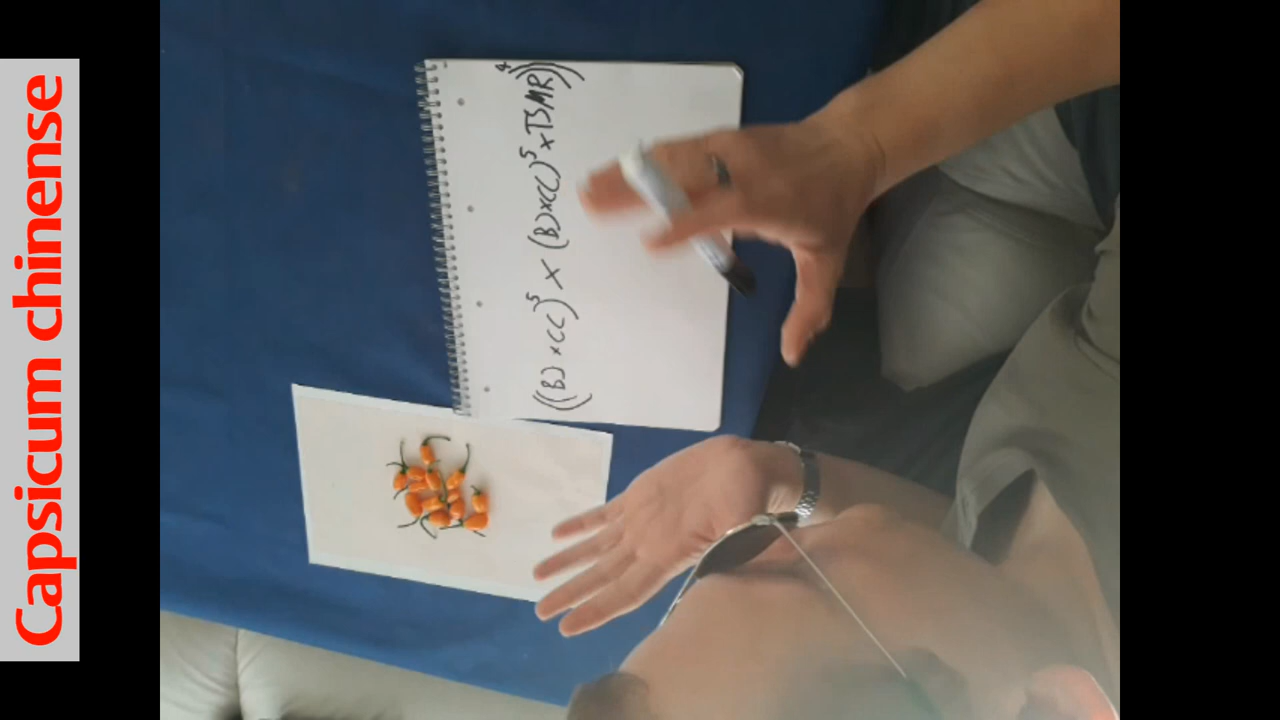 Capsicum chinense
((BJ×CC)⁵ × (BJ×CC)⁵×TSMR))⁴